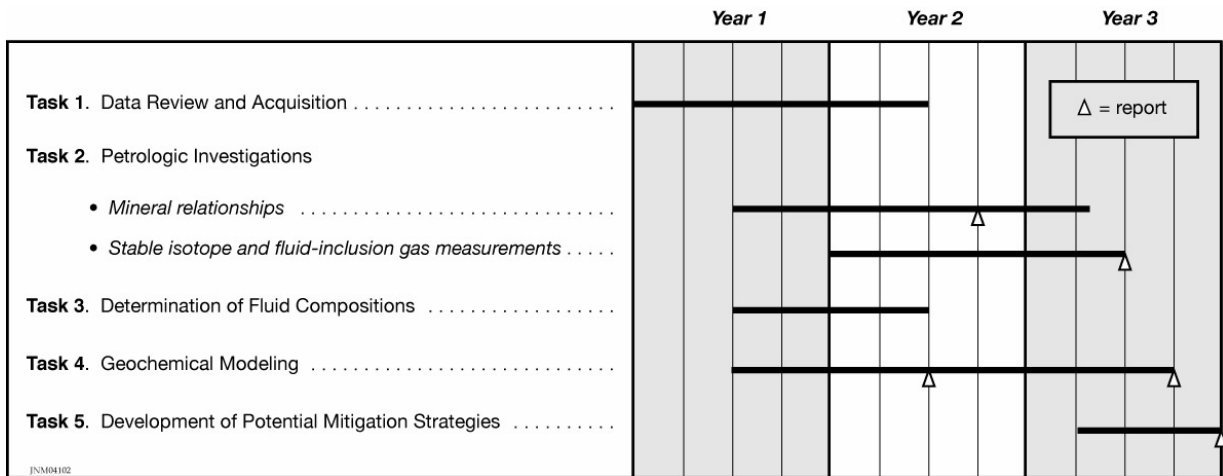 Year 1 Year 2 Year 3
Task 1. Data Review and Acquisition . . . . . . . . . . . . . . . . . . . . . . . . .
Δ = report
Task 2. Petrologic Investigations
• Mineral relationships . . . . . . . . . . . . . . . . . . . . . . . . . . . . . .
• Stable isotope and fluid-inclusion gas measurements . . . . .
Task 3. Determination of Fluid Compositions . . . . . . . . . . . . . . . . . . .
Task 4. Geochemical Modeling . . . . . . . . . . . . . . . . . . . . . . . . . . . . .
Task 5. Development of Potential Mitigation Strategies . . . . . . . . . .
JNM04102